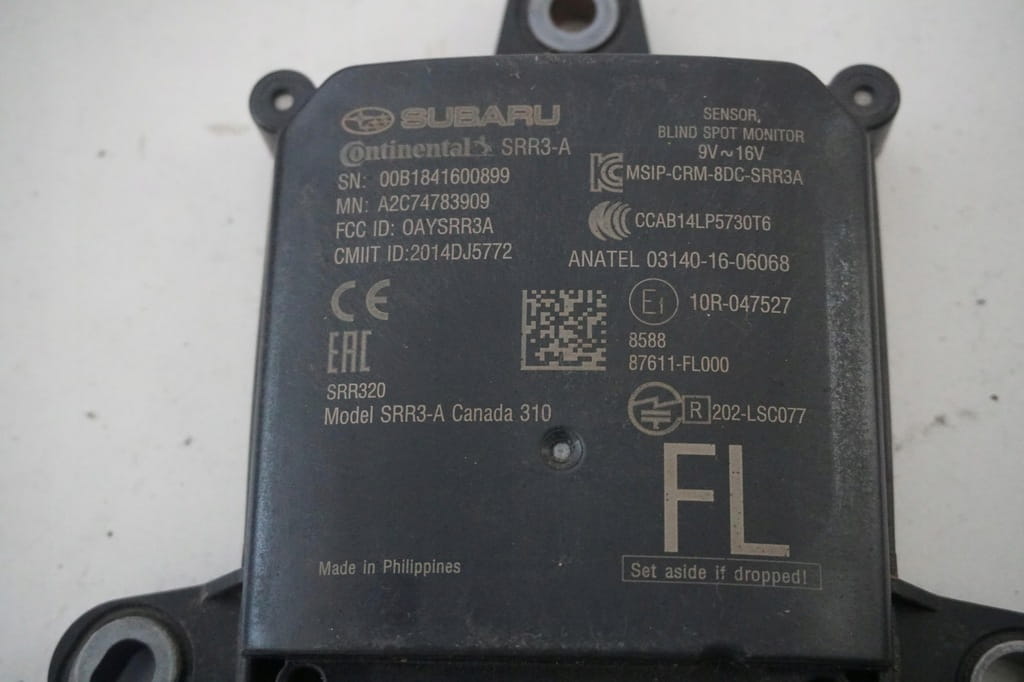 SUBARU
Continental SRR3-A
SN: 00B1841600899
MN: A2C74783909
FCC ID: OAYSRR3A
CMIIT ID:2014DJ5772
CE
EAC
SRR320
Model SRR3-A Canada 310
Made in Philippines
SENSOR,
BLIND SPOT MONITOR
9V~16V
MSIP-CRM-8DC-SRR3A
CCAB14LP5730T6
ANATEL 03140-16-06068
E1 10R-047527
8588
87611-FL000
R 202-LSC077
FL
Set aside if dropped!